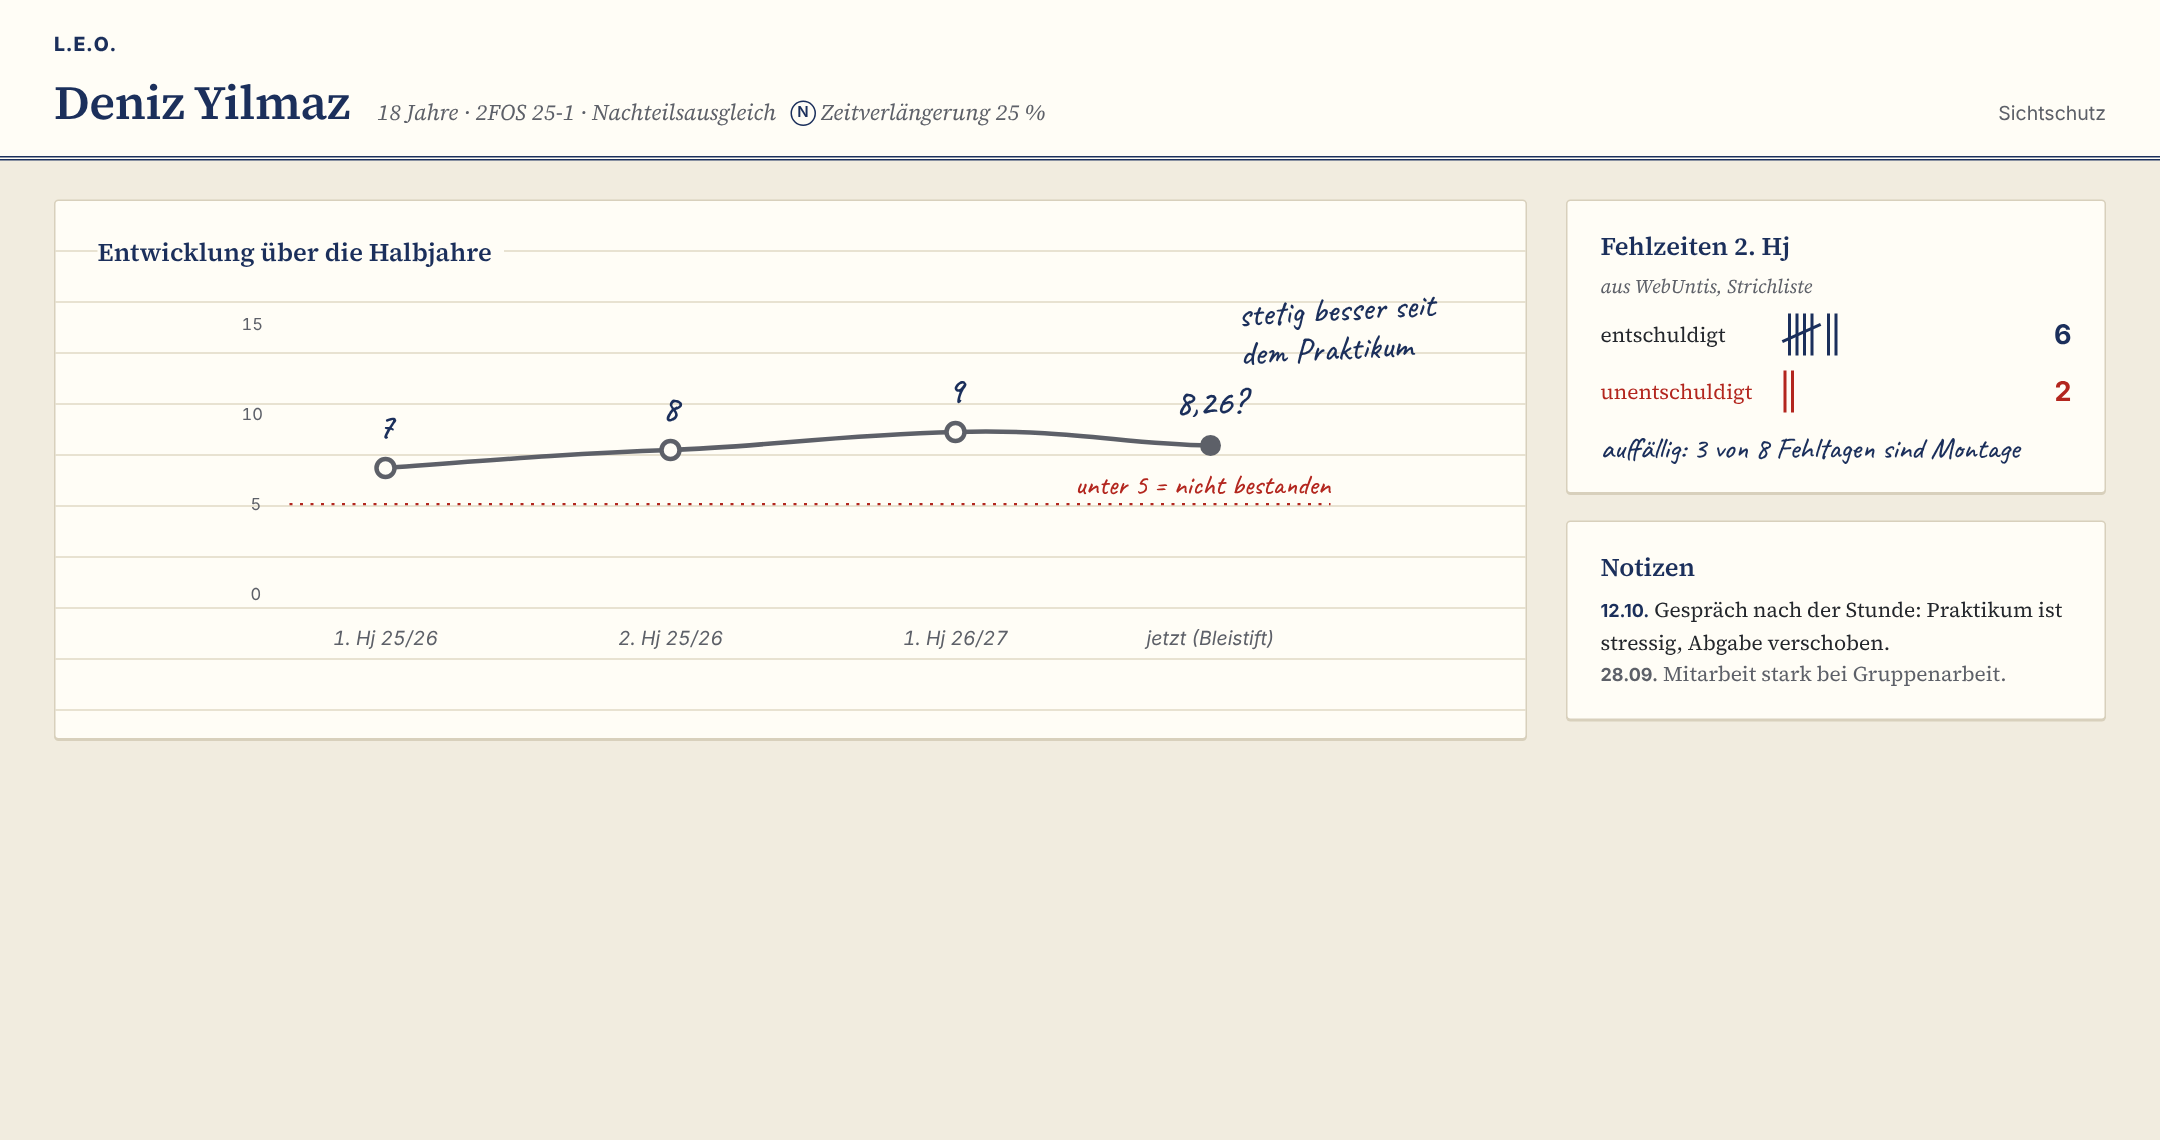 L.E.O.
Deniz Yilmaz 18 Jahre · 2FOS 25-1 · Nachteilsausgleich N Zeitverlängerung 25 %
Sichtschutz
Entwicklung über die Halbjahre
stetig besser seit
dem Praktikum
15
10
5
0
7
8
9
8,26?
unter 5 = nicht bestanden
1. Hj 25/26
2. Hj 25/26
1. Hj 26/27
jetzt (Bleistift)
Fehlzeiten 2. Hj
aus WebUntis, Strichliste
entschuldigt 6
unentschuldigt 2
auffällig: 3 von 8 Fehltagen sind Montage
Notizen
12.10. Gespräch nach der Stunde: Praktikum ist
stressig, Abgabe verschoben.
28.09. Mitarbeit stark bei Gruppenarbeit.